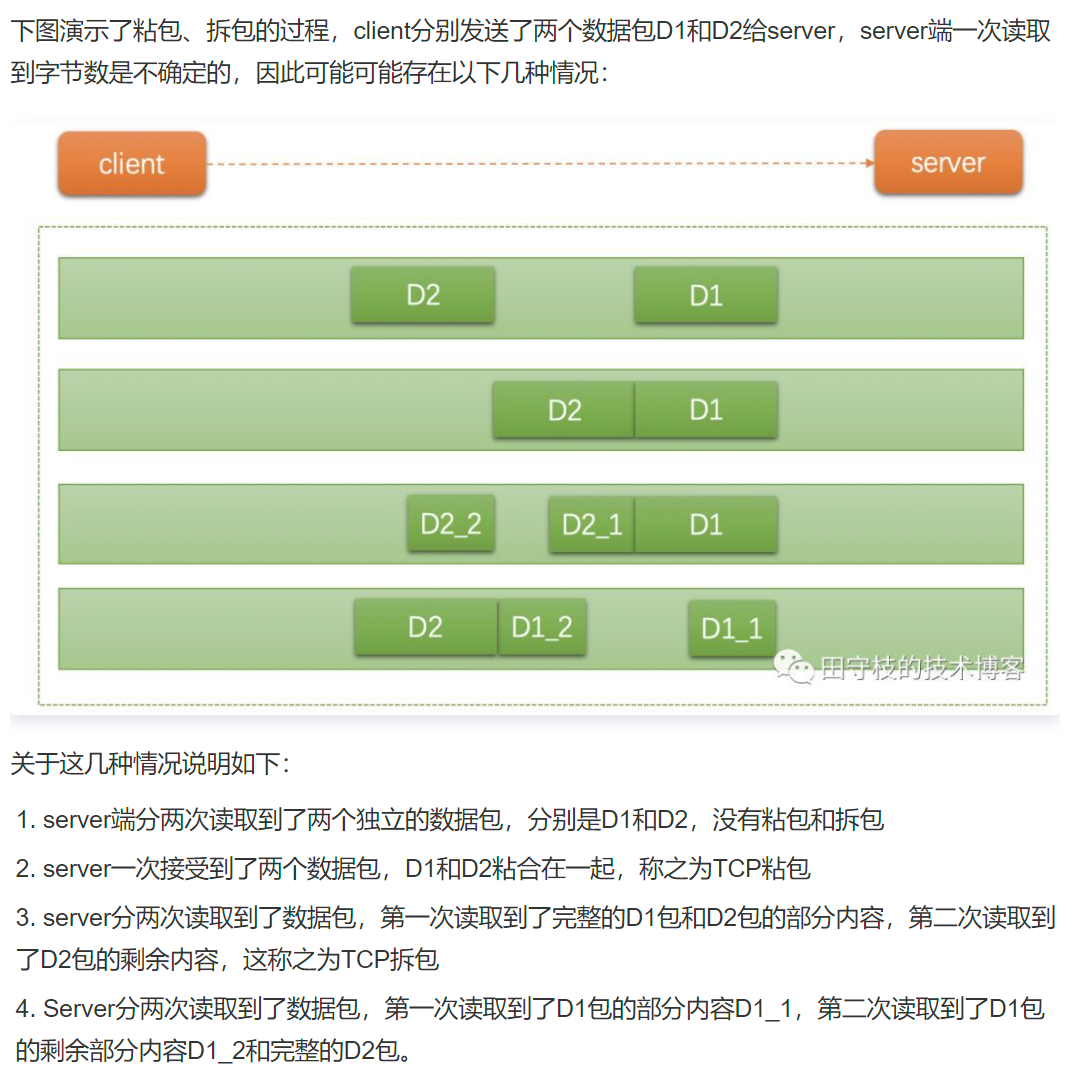 下图演示了粘包、拆包的过程，client分别发送了两个数据包D1和D2给server，server端一次读取
到字节数是不确定的，因此可能可能存在以下几种情况：
client
server
D2
D1
D2
D1
D2_2
D2_1
D1
D2
D1_2
D1_1
田守枝的技术博客
关于这几种情况说明如下：
1. server端分两次读取到了两个独立的数据包，分别是D1和D2，没有粘包和拆包
2. server一次接受到了两个数据包，D1和D2粘合在一起，称之为TCP粘包
3. server分两次读取到了数据包，第一次读取到了完整的D1包和D2包的部分内容，第二次读取到
了D2包的剩余内容，这称之为TCP拆包
4. Server分两次读取到了数据包，第一次读取到了D1包的部分内容D1_1，第二次读取到了D1包
的剩余部分内容D1_2和完整的D2包。